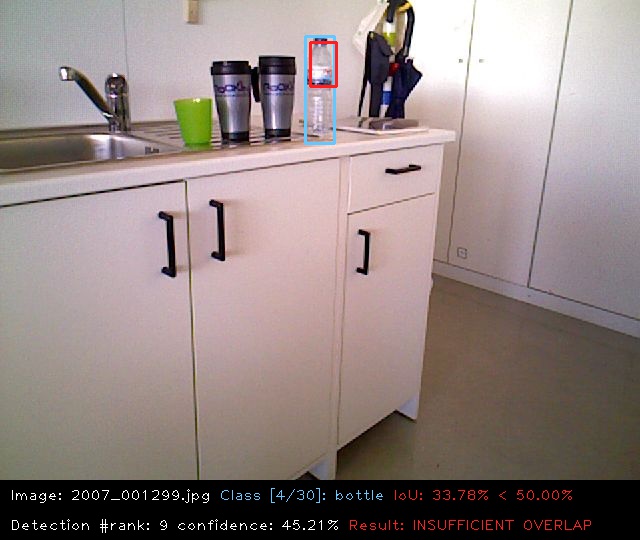 Image: 2007_001299.jpg Class [4/30]: bottle IoU: 33.78% < 50.00%
Detection #rank: 9 confidence: 45.21% Result: INSUFFICIENT OVERLAP